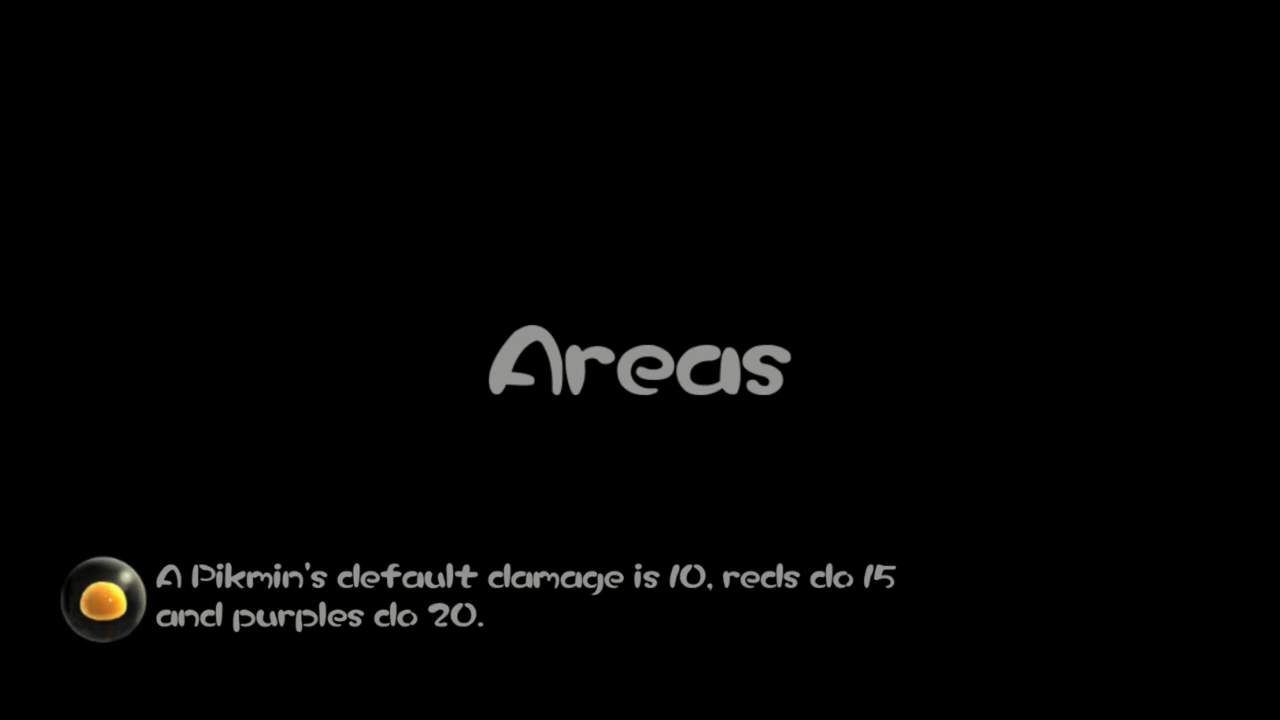 Areas
A Pikmin's default damage is 10, reds do 15
and purples do 20.